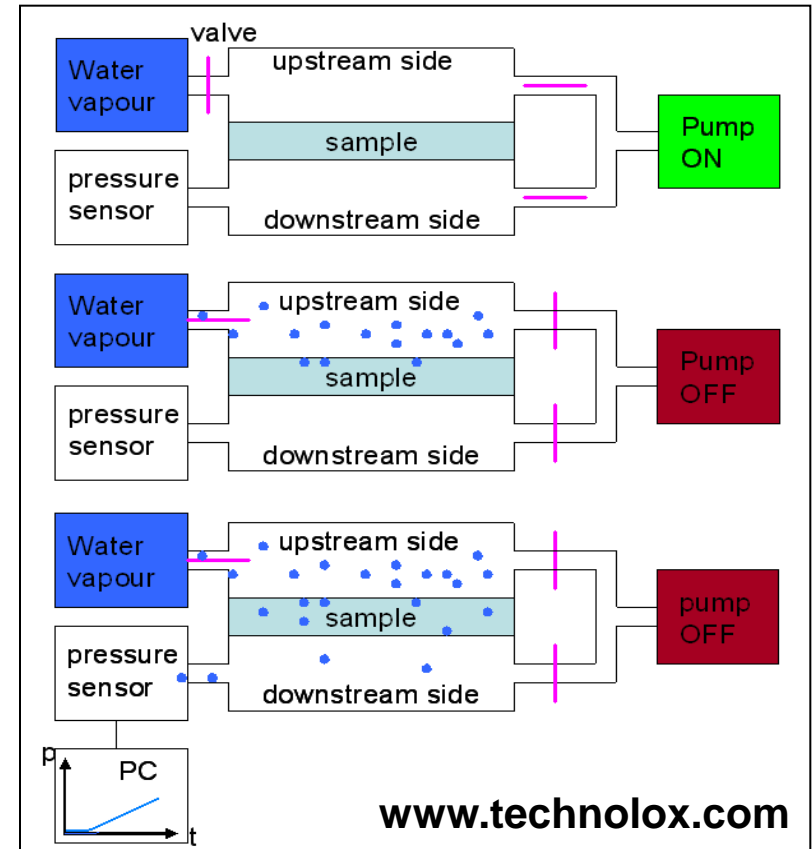 valve
Water
vapour
upstream side
Pump
ON
sample
pressure
sensor
downstream side
Water
vapour
upstream side
Pump
OFF
sample
pressure
sensor
downstream side
Water
vapour
upstream side
pump
OFF
sample
pressure
sensor
downstream side
p
PC
t
www.technolox.com